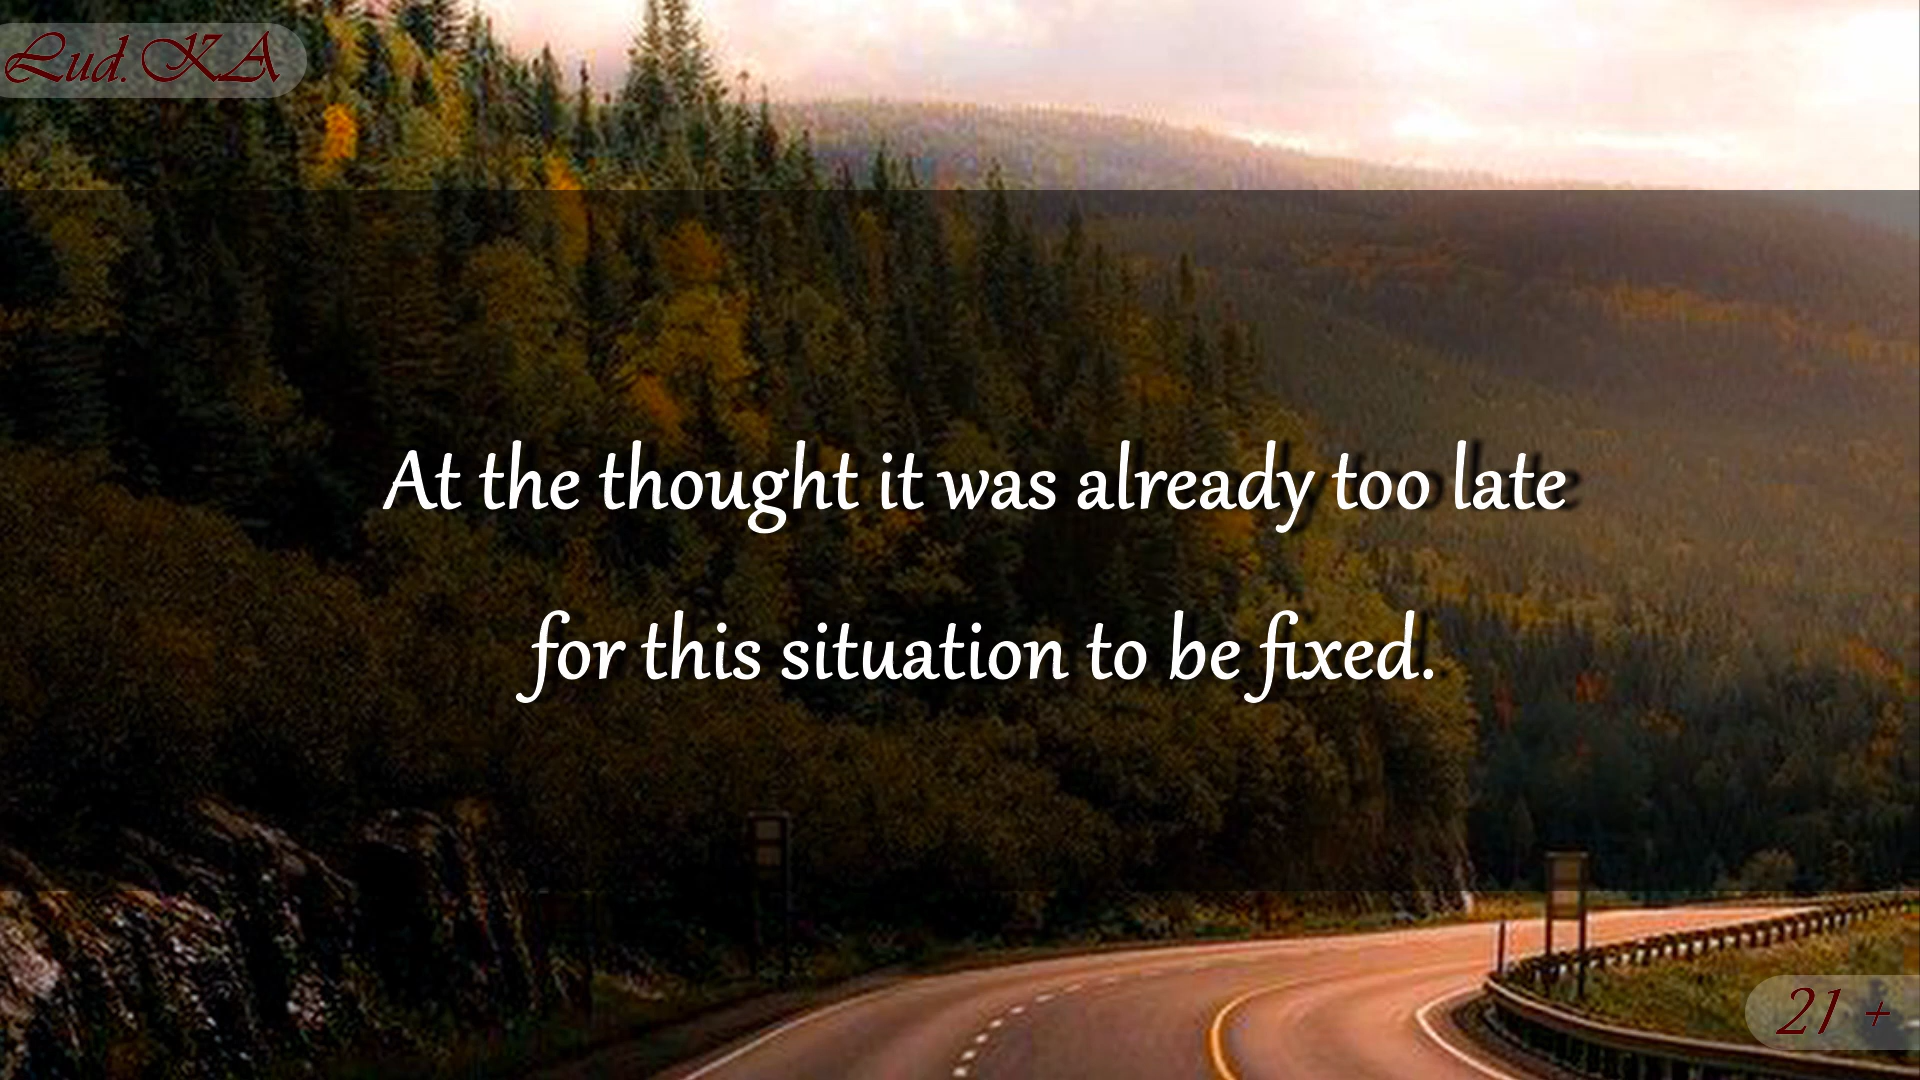 Lud.KA
At the thought it was already too late
for this situation to be fixed.
21 +